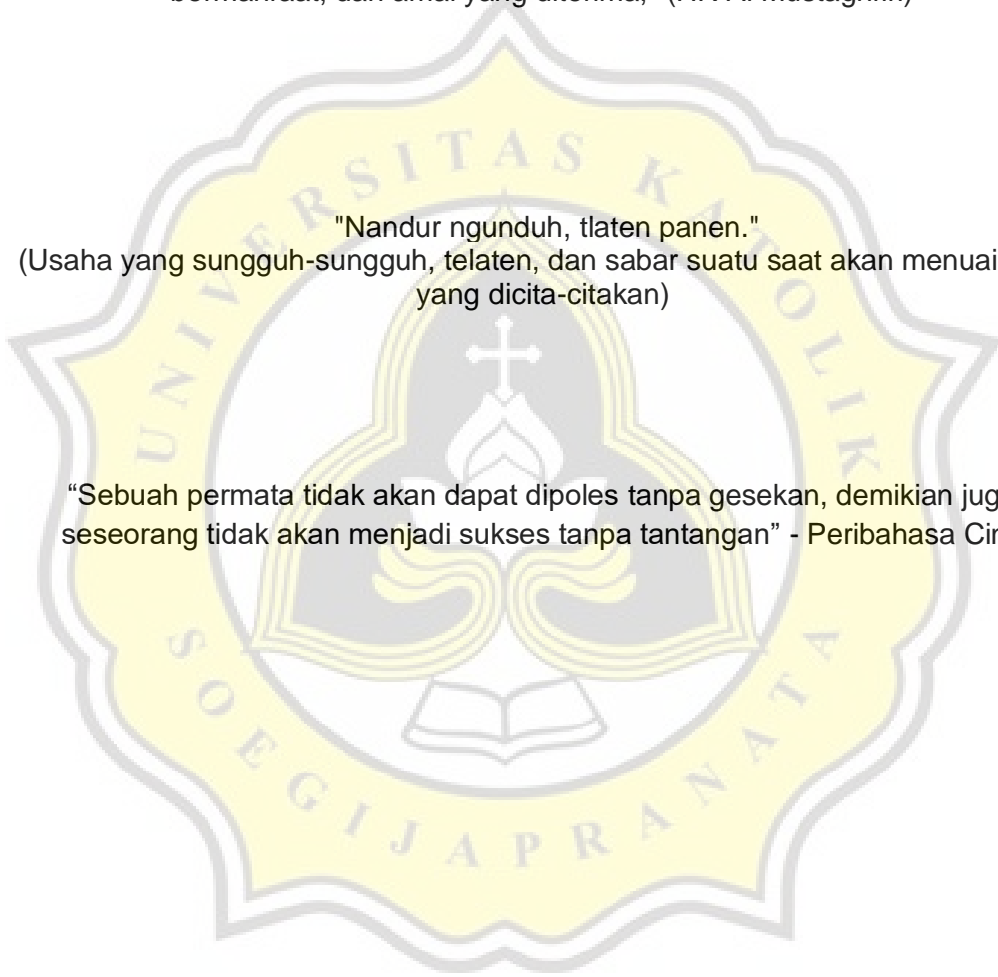 "Nandur ngunduh, tlaten panen."
(Usaha yang sungguh-sungguh, telaten, dan sabar suatu saat akan menuai
yang dicita-citakan)
“Sebuah permata tidak akan dapat dipoles tanpa gesekan, demikian
seseorang tidak akan menjadi sukses tanpa tantangan” - Peribahasa
UNIVERSITAS KATOLIK
SOEGIJAPRANATA